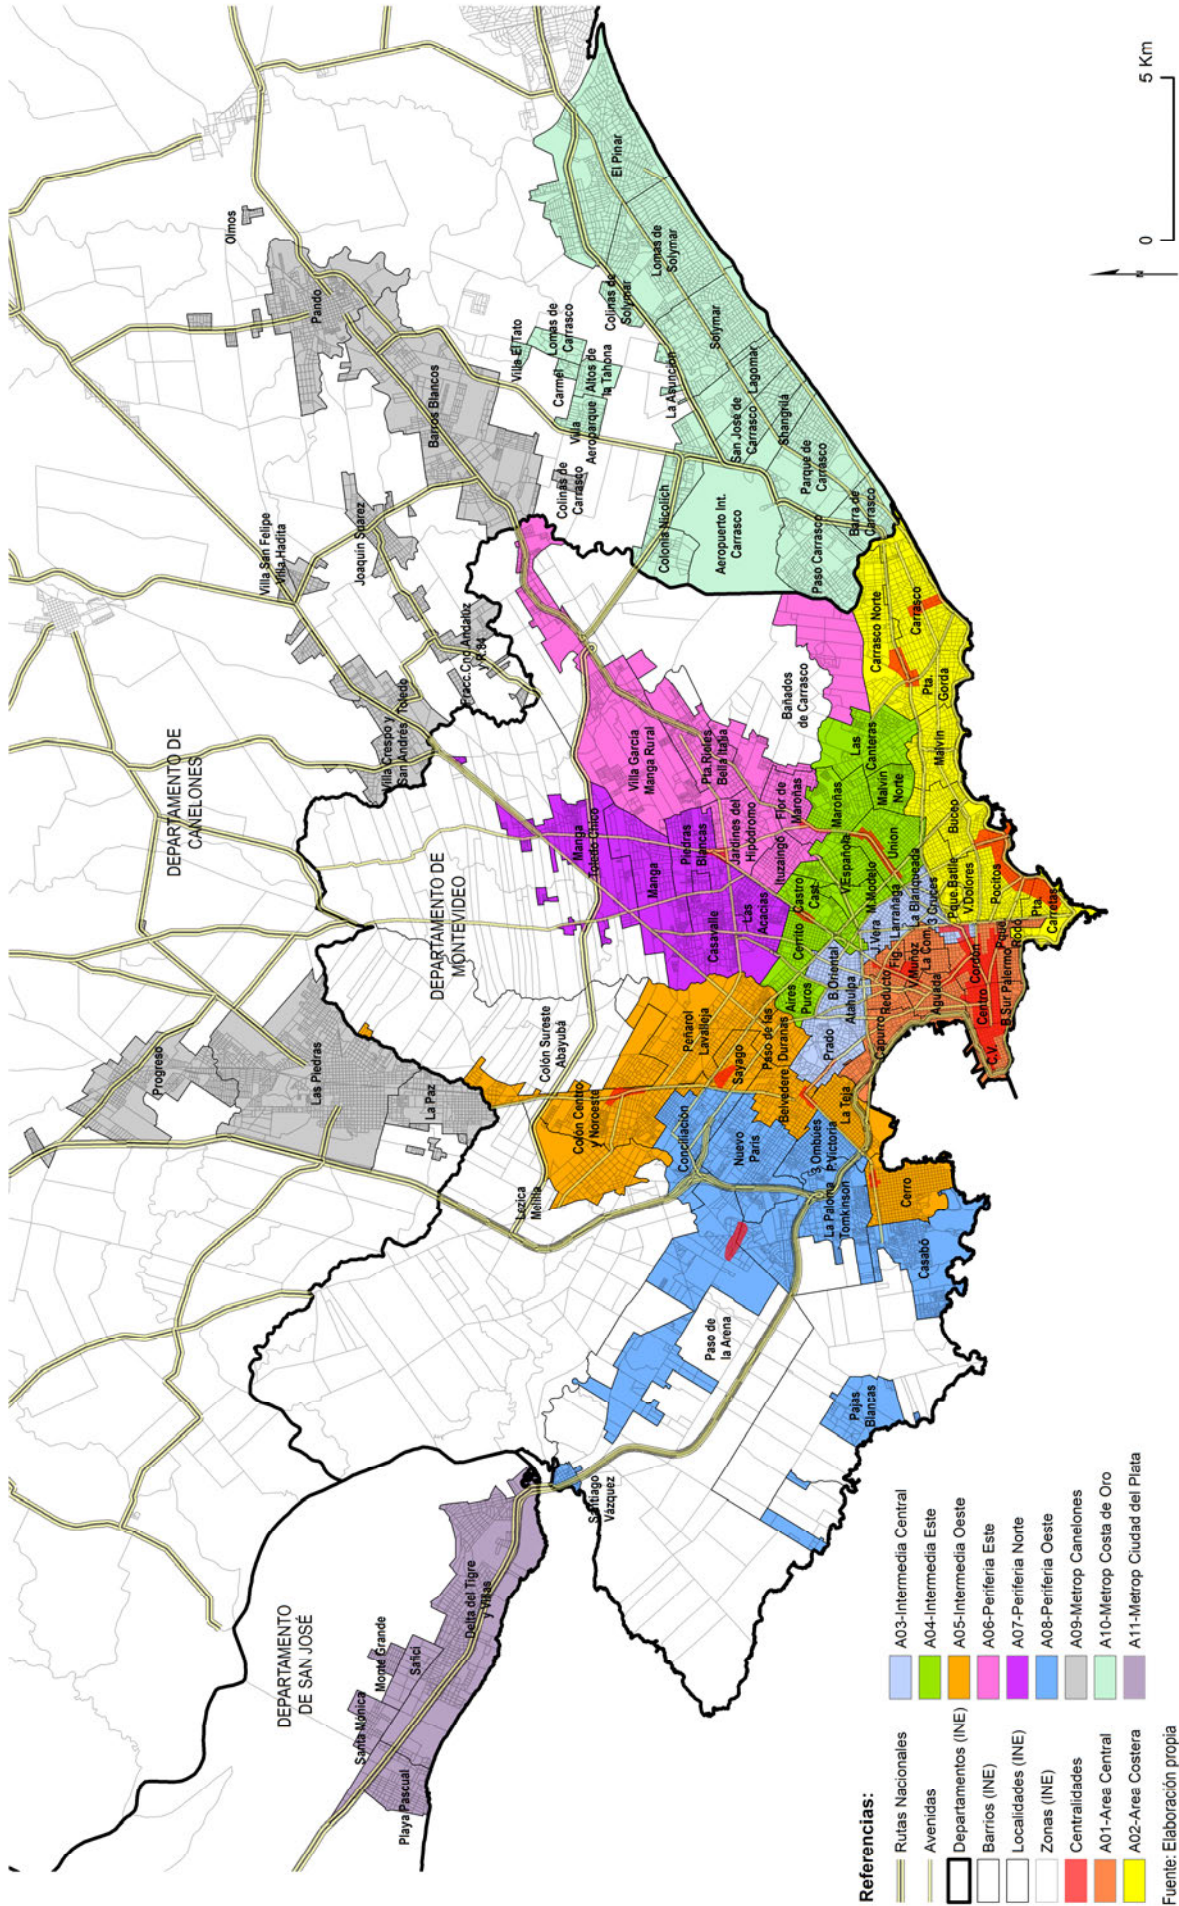 DEPARTAMENTO
DE SAN JOSÉ
Playa Pascual
Santa Mónica
Monte Grande
Safici
Delta del Tigre
y Villas
Santiago
Vázquez
DEPARTAMENTO DE
CANELONES
DEPARTAMENTO DE
MONTEVIDEO
Progreso
Las Piedras
La Paz
Villa Crespo y
San Andrés, Toledo
Fracc.Cno.Andaluz
y R.84
Villa San Felipe
Villa Hadita
Joaquín Suarez
Barros Blancos
Pando
Olmos
Villa El Tato
Lomas de
Carrasco
Carmel
Altos de
la Tahona
Villa
Aeroparque
Colinas de
Carrasco
Colinas de
Solymar
La Asunción
Colonia Nicolich
Aeropuerto Int.
Carrasco
Paso Carrasco
Barra de
Carrasco
Parque de
Carrasco
San José de
Carrasco
Shangrilá
Lagomar
Solymar
Lomas de
Solymar
El Pinar
Lezica
Melilla
Colón Centro
y Noroeste
Colón Sureste
Abayubá
Conciliación
Peñarol
Lavalleja
Sayago
Paso de las
Duranas
Belvedere
Nuevo
París
3 Ombues
P.Victoria
La Teja
La Paloma
Tomkinson
Cerro
Casabó
Paso de
la Arena
Pajas
Blancas
Manga
Toledo Chico
Manga
Piedras
Blancas
Casavalle
Las
Acacias
Villa García
Manga Rural
Pta.Rieles
Bella Italia
Jardines del
Hipódromo
Ituzaingó
Flor de
Maroñas
Bañados
de Carrasco
Maroñas
Las
Canteras
Malvín
Norte
Unión
V.Española
Castro
Cast.
Cerrito
M.Modelo
Aires
Puros
B.Oriental
Atahulpa
Prado
J.Vera
Larrañaga
La Blanqueada
3 Cruces
Fig.
La Com.
V.Muñoz
Reducto
Aguada
Capurro
Cordón
Centro
C.V.
B.Sur
Palermo
Pque.
Rodó
Pque.Batlle
V.Dolores
Pocitos
Pta.
Carretas
Buceo
Malvín
Pta.
Gorda
Carrasco
Carrasco Norte
N
0
5 Km
Referencias:
Rutas Nacionales
Avenidas
Departamentos (INE)
Barrios (INE)
Localidades (INE)
Zonas (INE)
Centralidades
A01-Area Central
A02-Area Costera
A03-Intermedia Central
A04-Intermedia Este
A05-Intermedia Oeste
A06-Periferia Este
A07-Periferia Norte
A08-Periferia Oeste
A09-Metrop Canelones
A10-Metrop Costa de Oro
A11-Metrop Ciudad del Plata
Fuente: Elaboración propia